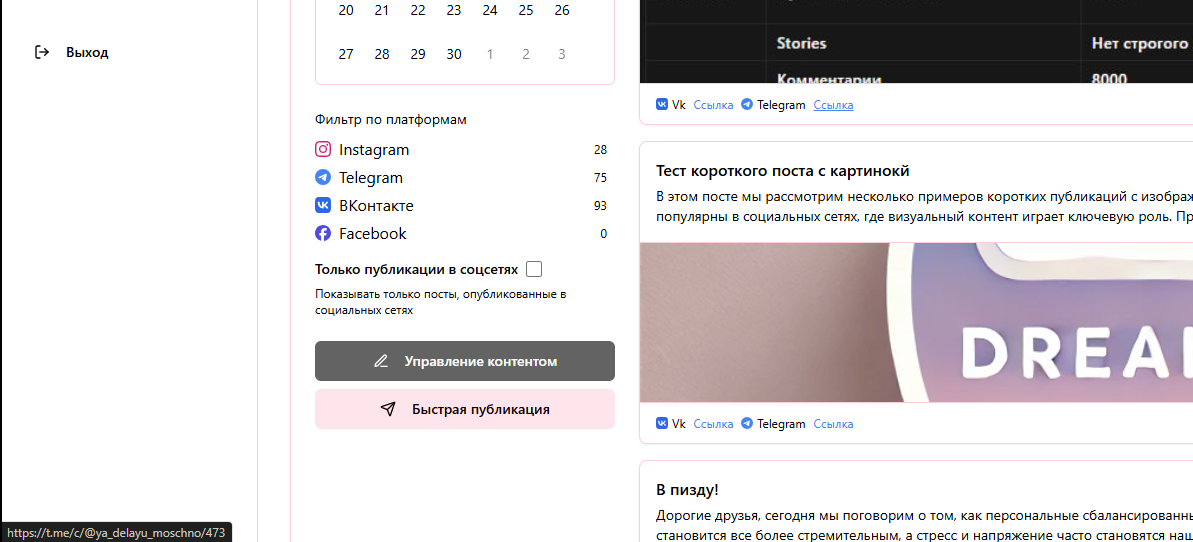 20 21 22 23 24 25 26
27 28 29 30 1 2 3
Выход
Фильтр по платформам
Instagram 28
Telegram 75
ВКонтакте 93
Facebook 0
Только публикации в соцсетях
Показывать только посты, опубликованные в
социальных сетях
Управление контентом
Быстрая публикация
Stories Нет строгого
Комментарии 8000
Vk Ссылка Telegram Ссылка
Тест короткого поста с картинокй
В этом посте мы рассмотрим несколько примеров коротких публикаций с изображ
популярны в социальных сетях, где визуальный контент играет ключевую роль. Пр
DREA
Vk Ссылка Telegram Ссылка
В пизду!
Дорогие друзья, сегодня мы поговорим о том, как персональные сбалансированны
становится все более стремительным, а стресс и напряжение часто становятся наш
https://t.me/c/@ya_delayu_moschno/473